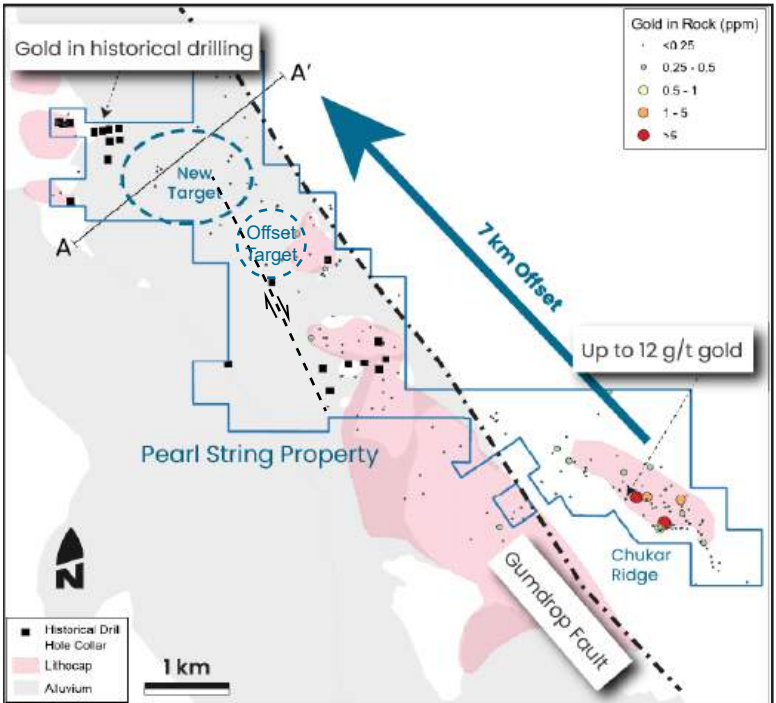 Gold in historical drilling
A'
Gold in Rock (ppm)
<0.25
0.25 - 0.5
0.5 - 1
1 - 5
>5
New
Target
A
Offset
Target
7 km Offset
Up to 12 g/t gold
Pearl String Property
Chukar
Ridge
Gumdrop Fault
N
Historical Drill
Hole Collar
Lithocap
Alluvium
1 km